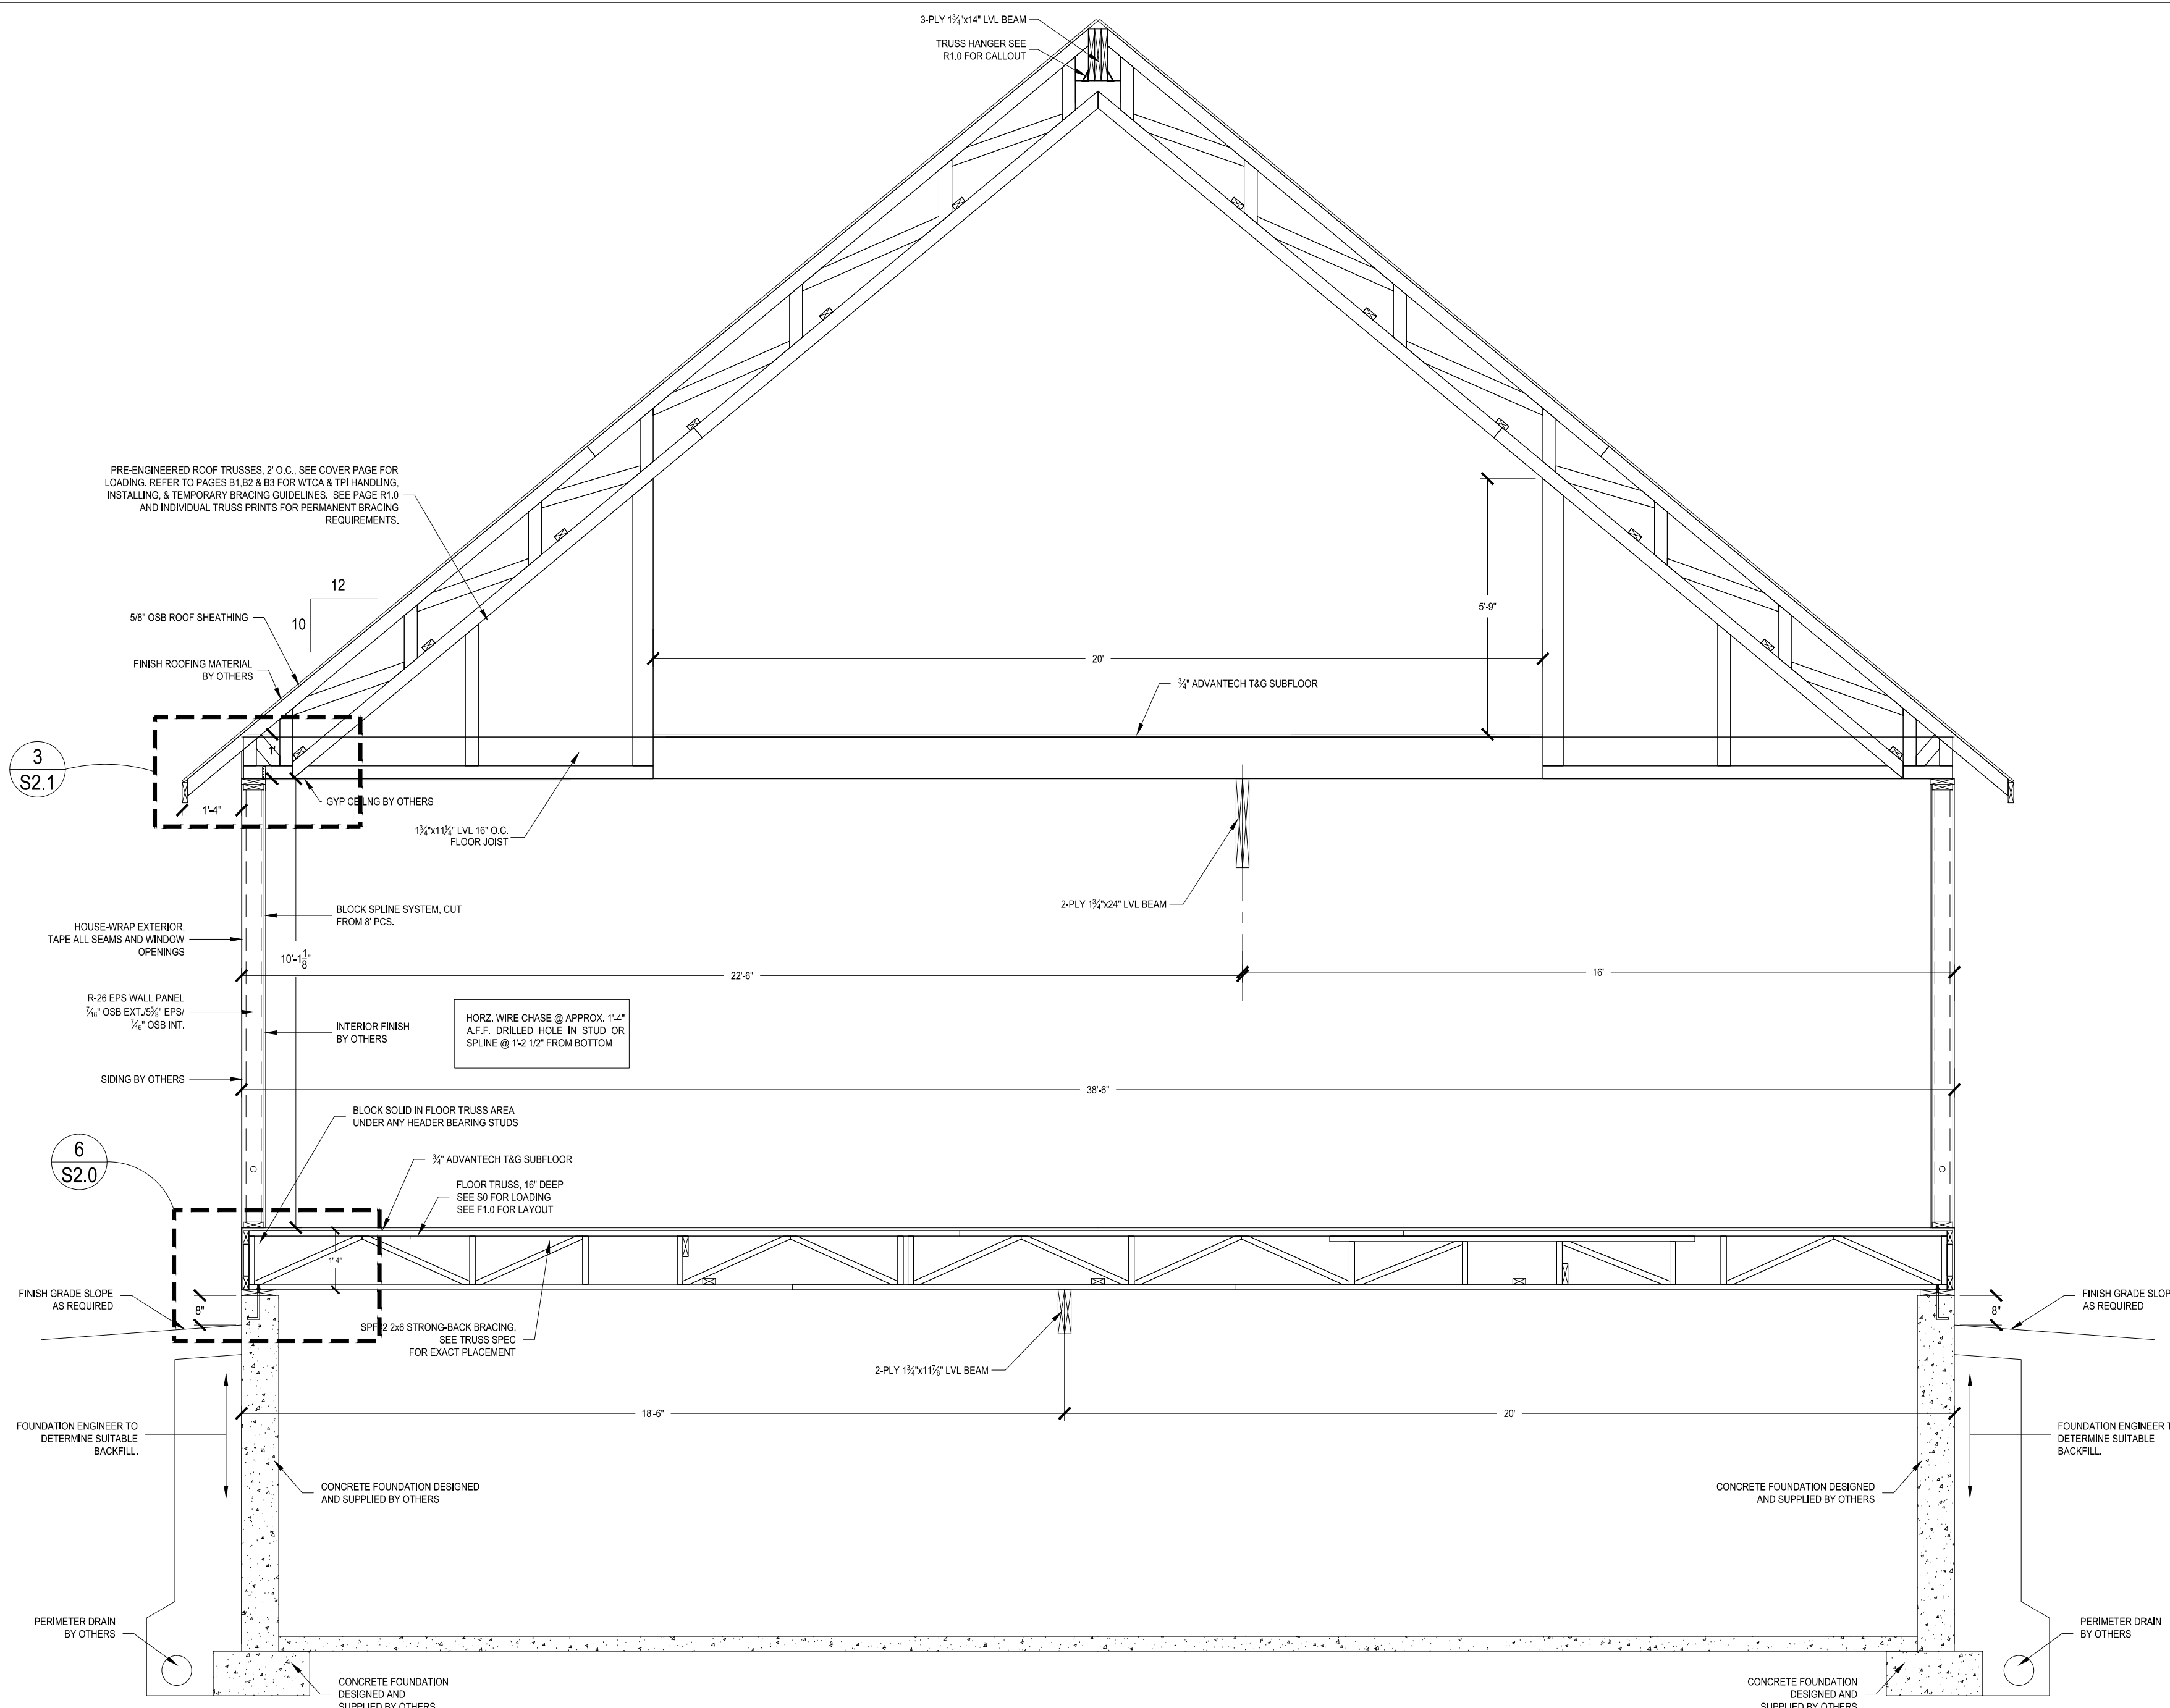 3-PLY 1¾"x14" LVL BEAM
TRUSS HANGER SEE
R1.0 FOR CALLOUT
PRE-ENGINEERED ROOF TRUSSES, 2' O.C., SEE COVER PAGE FOR
LOADING. REFER TO PAGES B1,B2 & B3 FOR WTCA & TPI HANDLING,
INSTALLING, & TEMPORARY BRACING GUIDELINES. SEE PAGE R1.0
AND INDIVIDUAL TRUSS PRINTS FOR PERMANENT BRACING
REQUIREMENTS.
12
10
5/8" OSB ROOF SHEATHING
FINISH ROOFING MATERIAL
BY OTHERS
5'-9"
20'
¾" ADVANTECH T&G SUBFLOOR
3
S2.1
1'
1'-4"
GYP CEILNG BY OTHERS
1¾"x11¼" LVL 16" O.C.
FLOOR JOIST
2-PLY 1¾"x24" LVL BEAM
BLOCK SPLINE SYSTEM, CUT
FROM 8' PCS.
HOUSE-WRAP EXTERIOR,
TAPE ALL SEAMS AND WINDOW
OPENINGS
10'-1⅛"
22'-6"
16'
R-26 EPS WALL PANEL
7/16" OSB EXT./5⅝" EPS/
7/16" OSB INT.
INTERIOR FINISH
BY OTHERS
HORZ. WIRE CHASE @ APPROX. 1'-4"
A.F.F. DRILLED HOLE IN STUD OR
SPLINE @ 1'-2 1/2" FROM BOTTOM
SIDING BY OTHERS
38'-6"
BLOCK SOLID IN FLOOR TRUSS AREA
UNDER ANY HEADER BEARING STUDS
6
S2.0
¾" ADVANTECH T&G SUBFLOOR
FLOOR TRUSS, 16" DEEP
SEE S0 FOR LOADING
SEE F1.0 FOR LAYOUT
1'-4"
FINISH GRADE SLOPE
AS REQUIRED
8"
SPF#2 2x6 STRONG-BACK BRACING,
SEE TRUSS SPEC
FOR EXACT PLACEMENT
2-PLY 1¾"x11⅞" LVL BEAM
8"
FINISH GRADE SLOP
AS REQUIRED
18'-6"
20'
FOUNDATION ENGINEER TO
DETERMINE SUITABLE
BACKFILL.
FOUNDATION ENGINEER T
DETERMINE SUITABLE
BACKFILL.
CONCRETE FOUNDATION DESIGNED
AND SUPPLIED BY OTHERS
CONCRETE FOUNDATION DESIGNED
AND SUPPLIED BY OTHERS
PERIMETER DRAIN
BY OTHERS
PERIMETER DRAIN
BY OTHERS
CONCRETE FOUNDATION
DESIGNED AND
SUPPLIED BY OTHERS
CONCRETE FOUNDATION
DESIGNED AND
SUPPLIED BY OTHERS